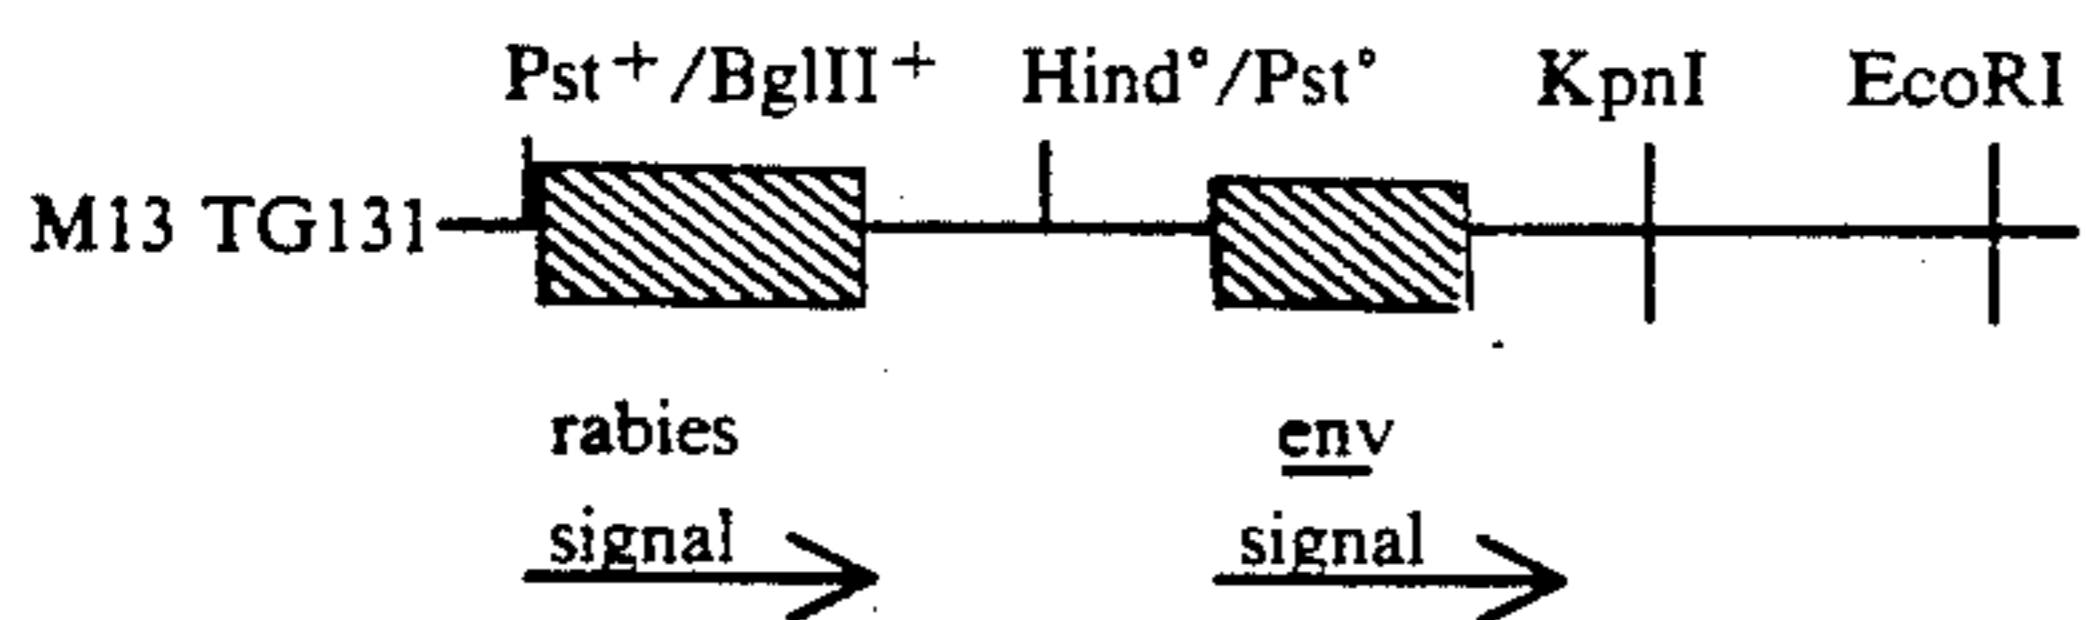 Pst⁺/BglII⁺ Hind°/Pst° KpnI EcoRI
M13 TG131
rabies env
signal signal